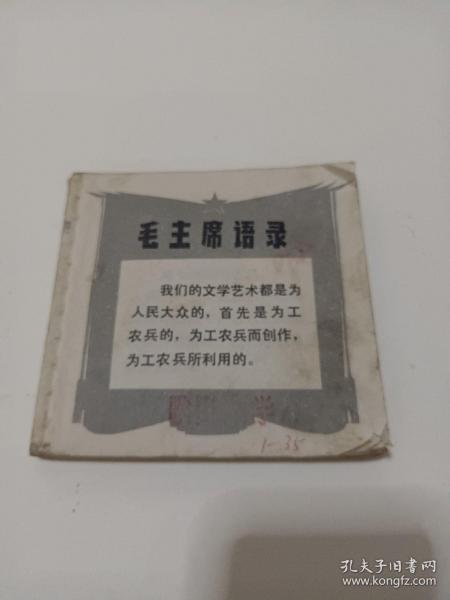 毛主席语录
我们的文学艺术都是为
人民大众的，首先是为工
农兵的，为工农兵而创作，
为工农兵所利用的。
1-35
孔夫子旧书网
www.kongfz.com